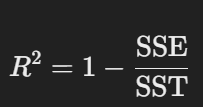 R² = 1 − SSE/SST